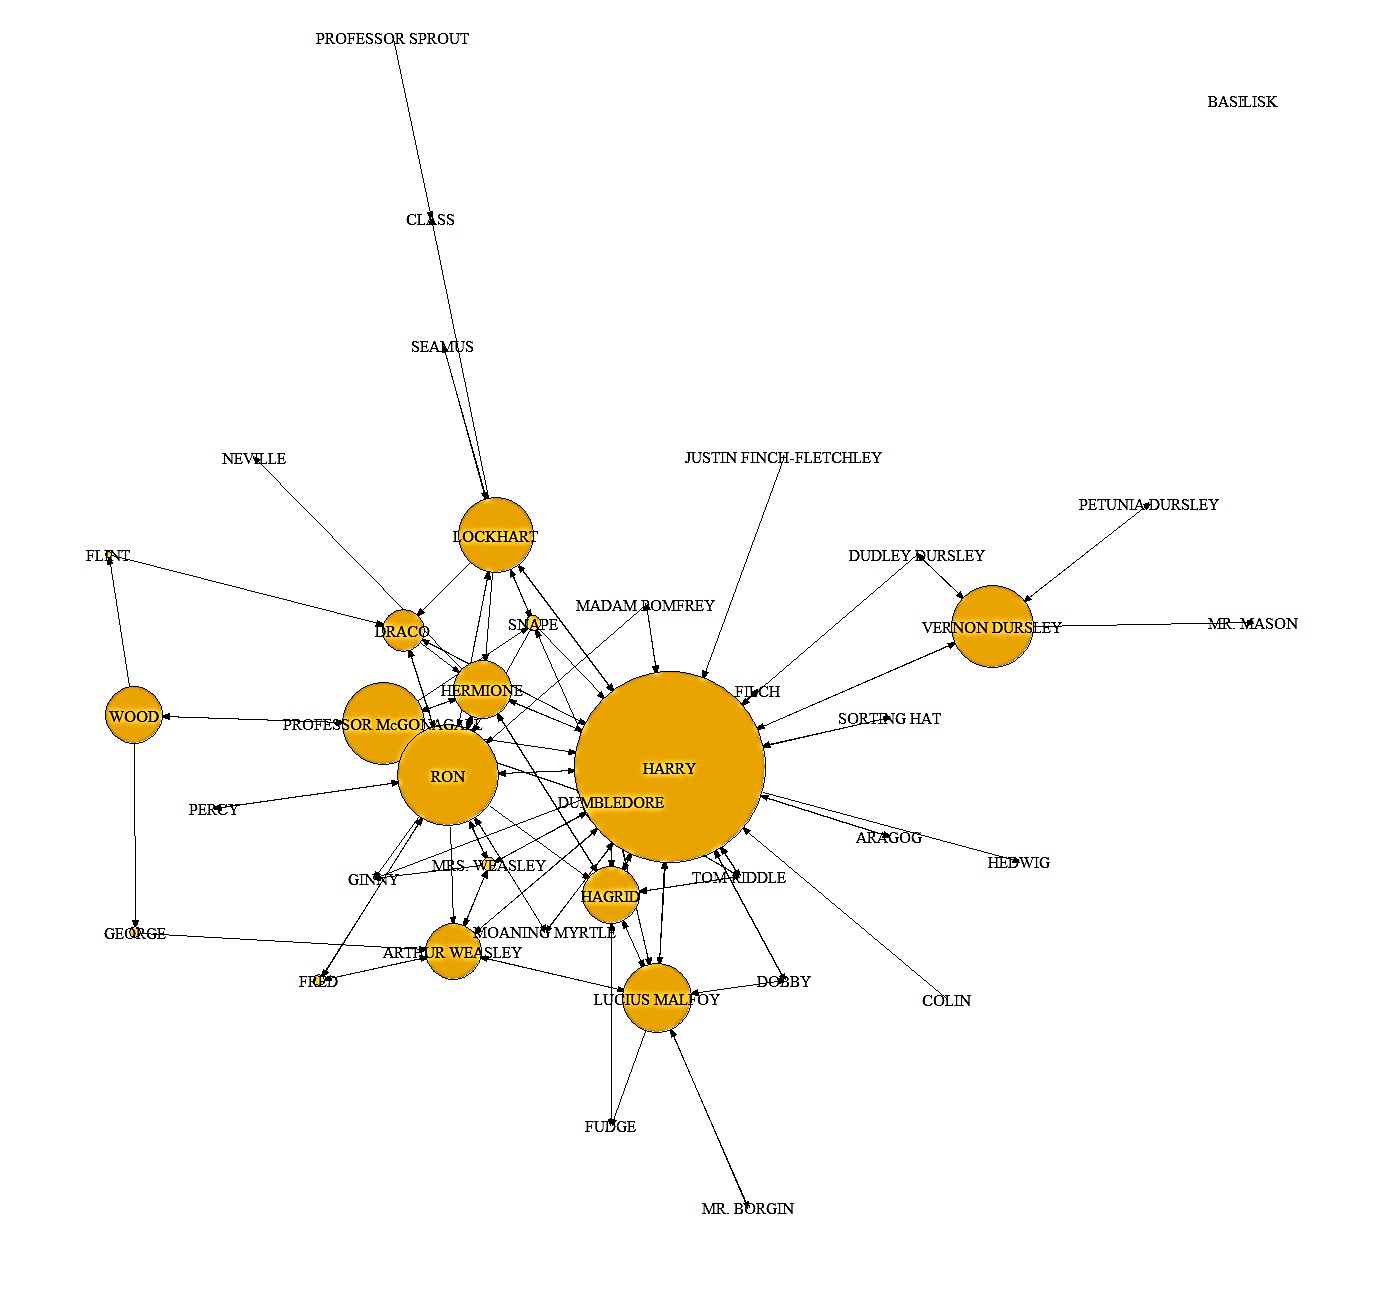 PROFESSOR SPROUT
BASILISK
CLASS
SEAMUS
NEVILLE
JUSTIN FINCH-FLETCHLEY
PETUNIA DURSLEY
LOCKHART
FLINT
DUDLEY DURSLEY
MADAM POMFREY
SNAPE
DRACO
VERNON DURSLEY
MR. MASON
HERMIONE
FILCH
WOOD
PROFESSOR McGONAGALL
SORTING HAT
RON
HARRY
DUMBLEDORE
PERCY
ARAGOG
MRS. WEASLEY
HEDWIG
GINNY
TOM RIDDLE
HAGRID
GEORGE
MOANING MYRTLE
ARTHUR WEASLEY
FRED
DOBBY
LUCIUS MALFOY
COLIN
FUDGE
MR. BORGIN